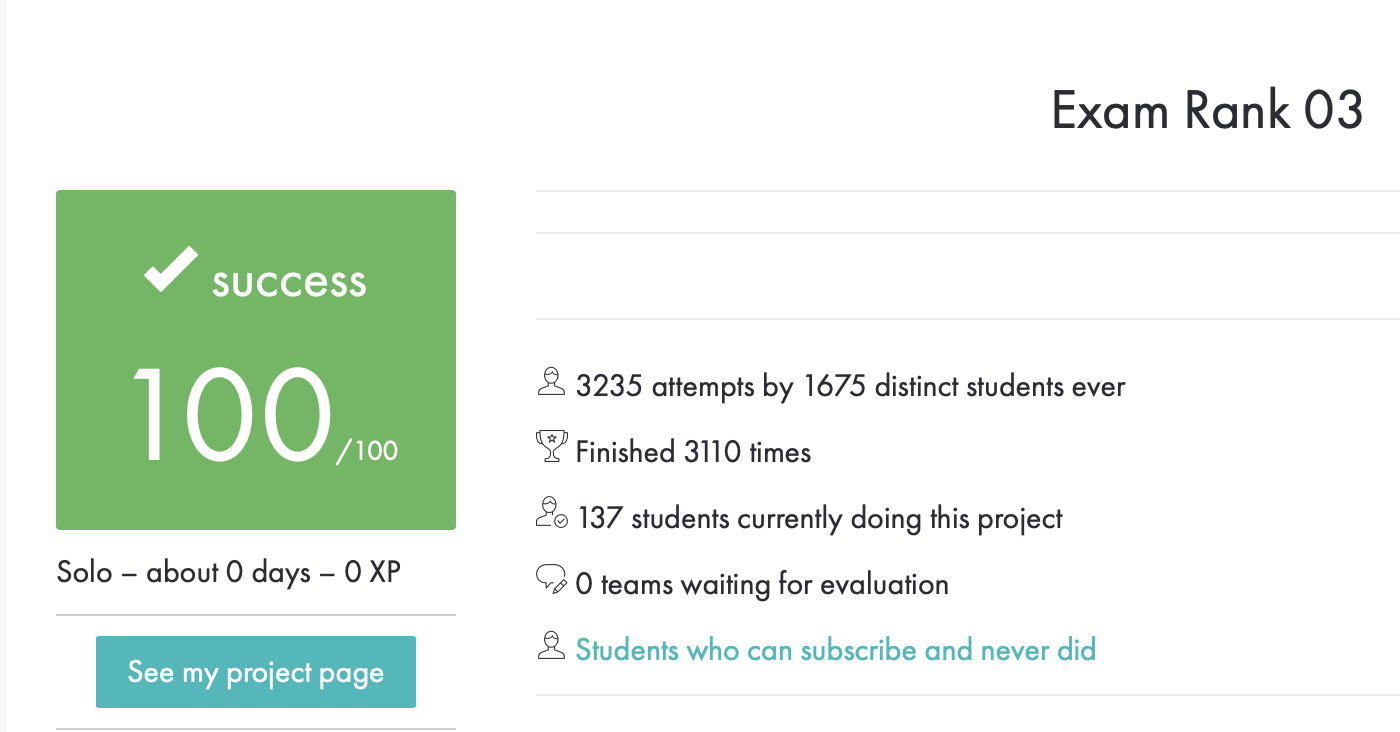 Exam Rank 03
success
100/100
Solo – about 0 days – 0 XP
See my project page
3235 attempts by 1675 distinct students ever
Finished 3110 times
137 students currently doing this project
0 teams waiting for evaluation
Students who can subscribe and never did